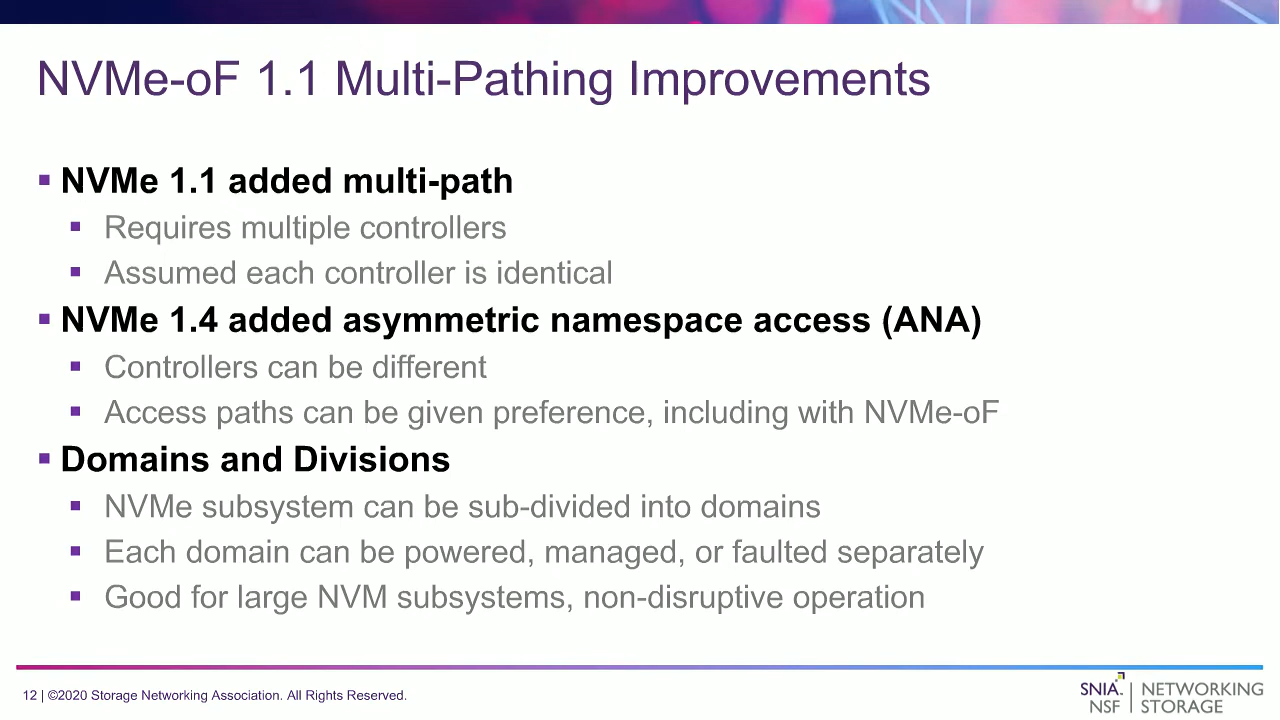 NVMe-oF 1.1 Multi-Pathing Improvements
▪ NVMe 1.1 added multi-path
▪ Requires multiple controllers
▪ Assumed each controller is identical
▪ NVMe 1.4 added asymmetric namespace access (ANA)
▪ Controllers can be different
▪ Access paths can be given preference, including with NVMe-oF
▪ Domains and Divisions
▪ NVMe subsystem can be sub-divided into domains
▪ Each domain can be powered, managed, or faulted separately
▪ Good for large NVM subsystems, non-disruptive operation
12 | ©2020 Storage Networking Association. All Rights Reserved.
SNIA™ | NETWORKING
NSF | STORAGE